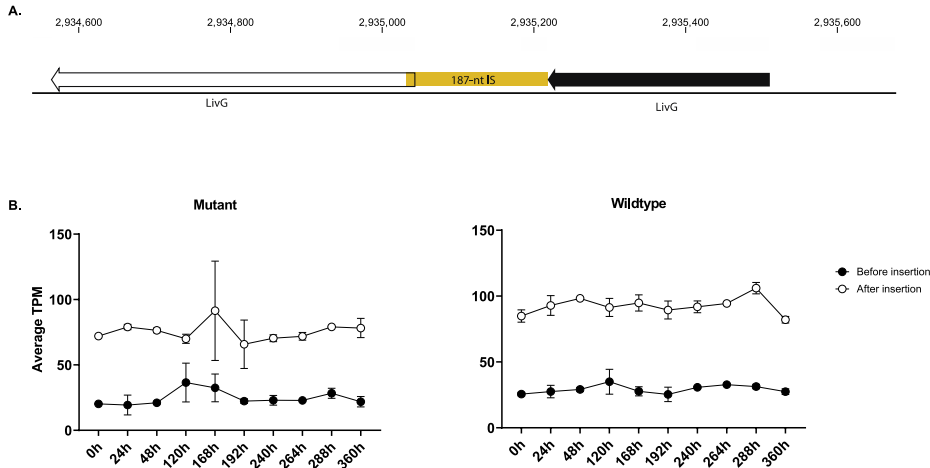 A.
2,934,600 2,934,800 2,935,000 2,935,200 2,935,400 2,935,600
187-nt IS
LivG LivG
B.
Mutant
Wildtype
150
100
50
0
Average TPM
0h 24h 48h 120h 168h 192h 240h 264h 288h 360h
150
100
50
0
0h 24h 48h 120h 168h 192h 240h 264h 288h 360h
Before insertion
After insertion